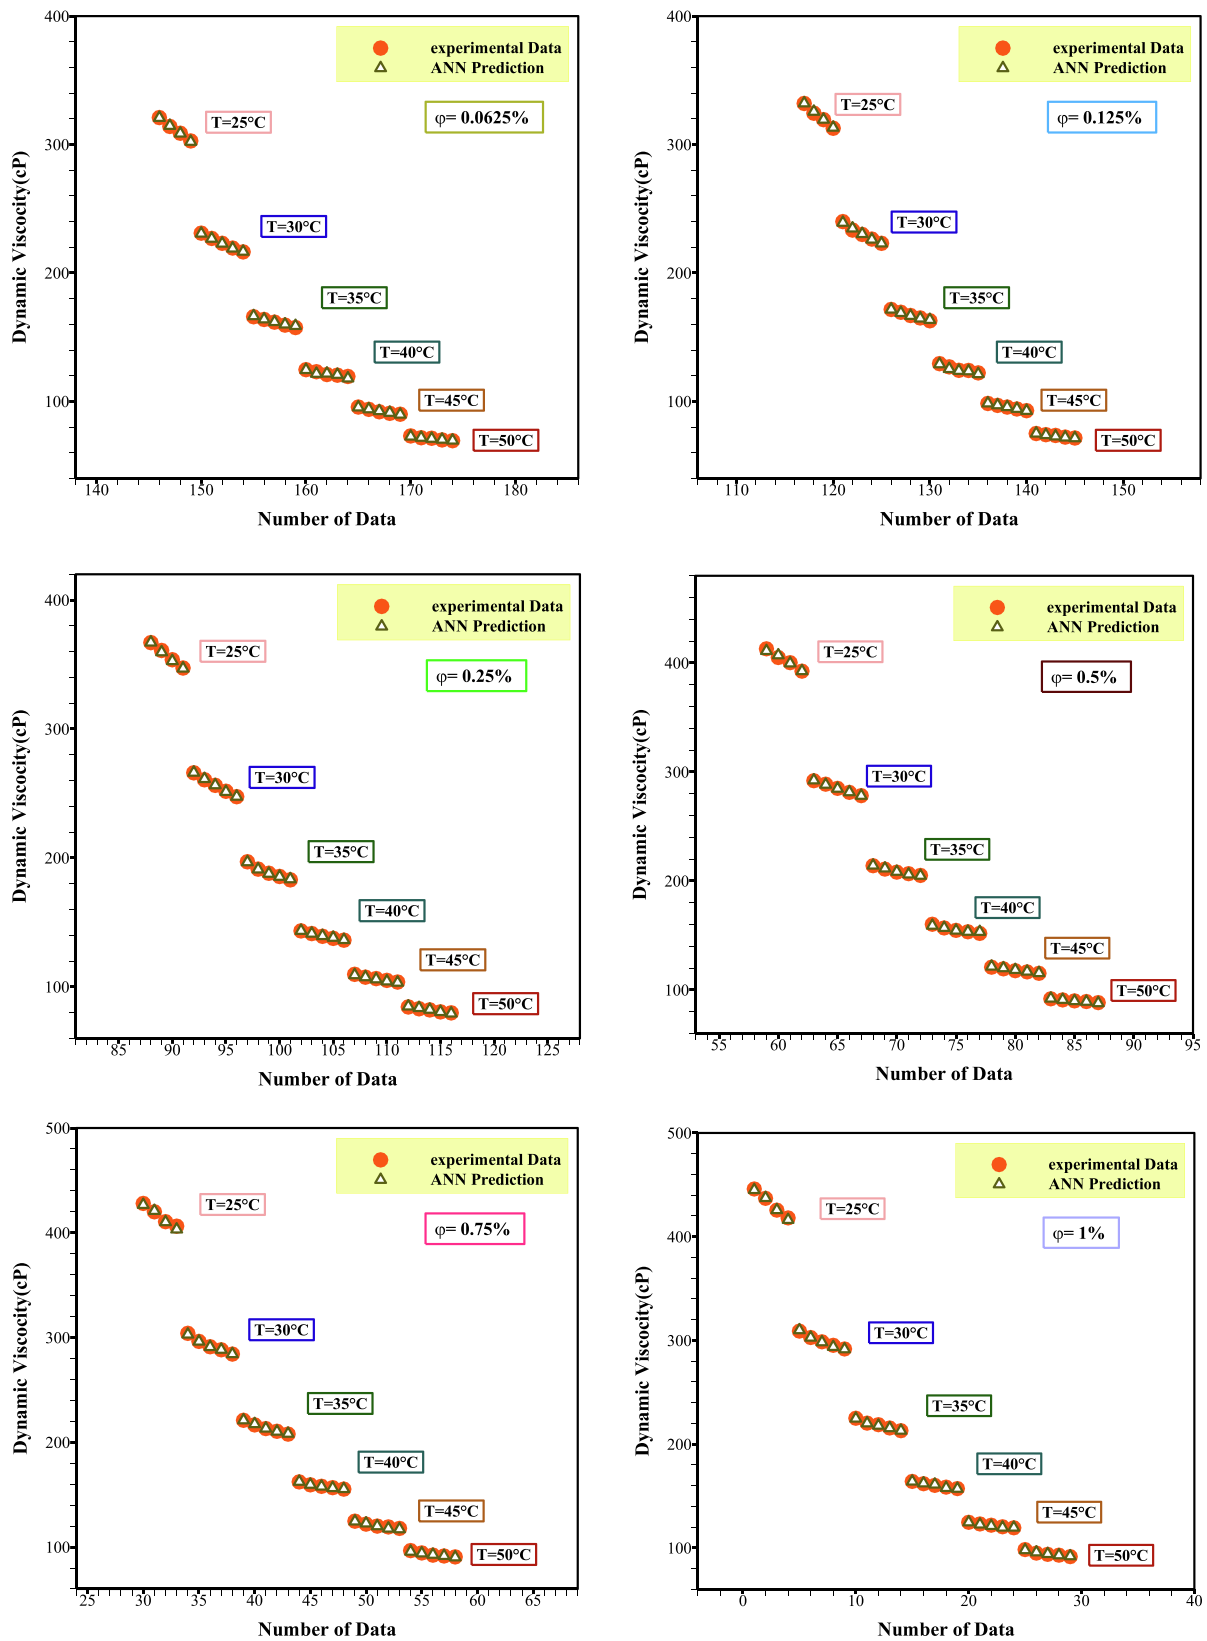 400
300
200
100
Dynamic Viscocity(cP)
experimental Data
ANN Prediction
φ= 0.0625%
T=25°C
T=30°C
T=35°C
T=40°C
T=45°C
T=50°C
140 150 160 170 180
Number of Data
400
300
200
100
Dynamic Viscocity(cP)
experimental Data
ANN Prediction
φ= 0.125%
T=25°C
T=30°C
T=35°C
T=40°C
T=45°C
T=50°C
110 120 130 140 150
Number of Data
400
300
200
100
Dynamic Viscocity(cP)
experimental Data
ANN Prediction
φ= 0.25%
T=25°C
T=30°C
T=35°C
T=40°C
T=45°C
T=50°C
85 90 95 100 105 110 115 120 125
Number of Data
400
300
200
100
Dynamic Viscocity(cP)
experimental Data
ANN Prediction
φ= 0.5%
T=25°C
T=30°C
T=35°C
T=40°C
T=45°C
T=50°C
55 60 65 70 75 80 85 90 95
Number of Data
500
400
300
200
100
Dynamic Viscocity(cP)
experimental Data
ANN Prediction
φ= 0.75%
T=25°C
T=30°C
T=35°C
T=40°C
T=45°C
T=50°C
25 30 35 40 45 50 55 60 65
Number of Data
500
400
300
200
100
Dynamic Viscocity(cP)
experimental Data
ANN Prediction
φ= 1%
T=25°C
T=30°C
T=35°C
T=40°C
T=45°C
T=50°C
0 10 20 30 40
Number of Data